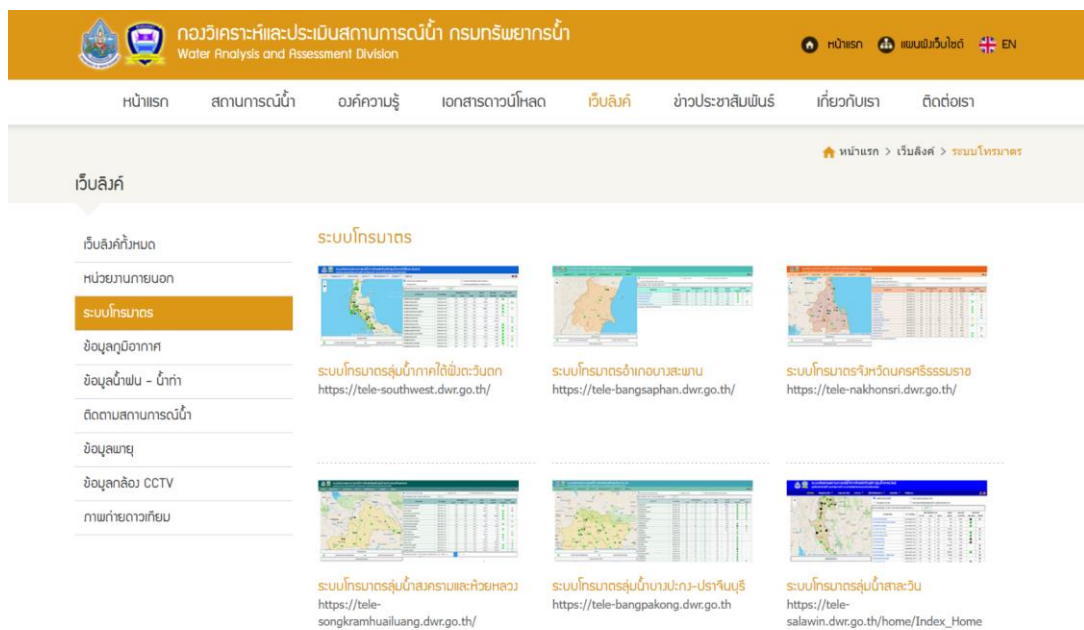 กองวิเคราะห์และประเมินสถานการณ์น้ำ กรมทรัพยากรน้ำ
Water Analysis and Assessment Division
หน้าแรก แผนผังเว็บไซต์ EN
หน้าแรก สถานการณ์น้ำ องค์ความรู้ เอกสารดาวน์โหลด เว็บลิงค์ ข่าวประชาสัมพันธ์ เกี่ยวกับเรา ติดต่อเรา
หน้าแรก > เว็บลิงค์ > ระบบโทรมาตร
เว็บลิงค์
เว็บลิงค์ทั้งหมด
หน่วยงานภายนอก
ระบบโทรมาตร
ข้อมูลภูมิอากาศ
ข้อมูลน้ำฝน - น้ำท่า
ติดตามสถานการณ์น้ำ
ข้อมูลพายุ
ข้อมูลกล้อง CCTV
ภาพถ่ายดาวเทียม
ระบบโทรมาตร
ระบบโทรมาตรลุ่มน้ำภาคใต้ฝั่งตะวันตก
https://tele-southwest.dwr.go.th/
ระบบโทรมาตรอำเภอบางสะพาน
https://tele-bangsaphan.dwr.go.th/
ระบบโทรมาตรจังหวัดนครศรีธรรมราช
https://tele-nakhonsri.dwr.go.th/
ระบบโทรมาตรลุ่มน้ำสงครามและห้วยหลวง
https://tele-
songkramhuailuang.dwr.go.th/
ระบบโทรมาตรลุ่มน้ำบางปะกง-ปราจีนบุรี
https://tele-bangpakong.dwr.go.th
ระบบโทรมาตรลุ่มน้ำสาละวิน
https://tele-
salawin.dwr.go.th/home/Index_Home